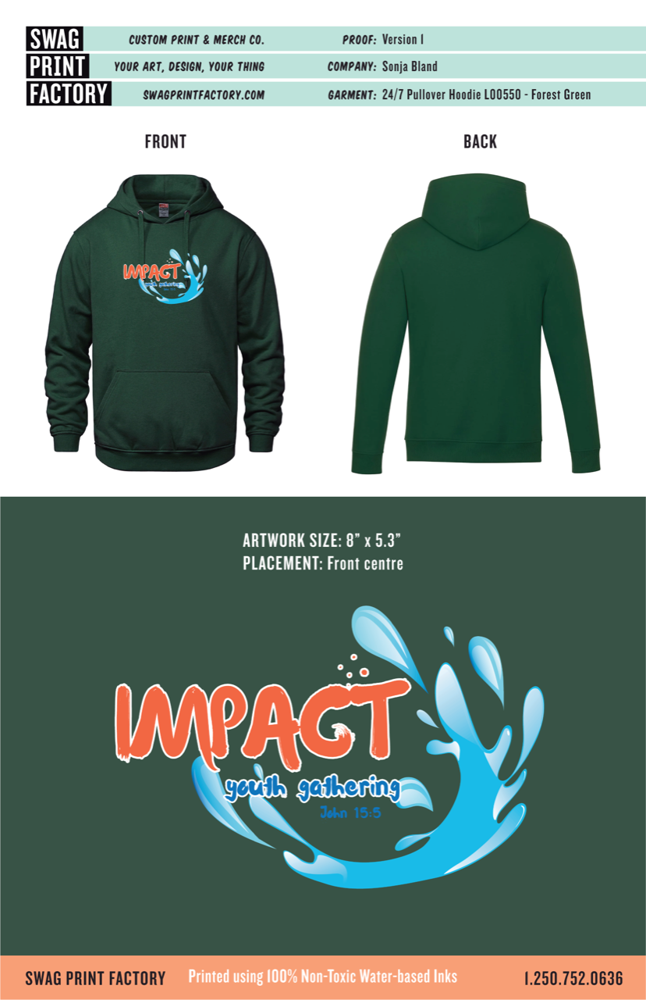 SWAG
PRINT
FACTORY
CUSTOM PRINT & MERCH CO.
YOUR ART, DESIGN, YOUR THING
SWAGPRINTFACTORY.COM
PROOF: Version 1
COMPANY: Sonja Bland
GARMENT: 24/7 Pullover Hoodie L00550 - Forest Green
FRONT
BACK
IMPACT
youth gathering
ARTWORK SIZE: 8” x 5.3”
PLACEMENT: Front centre
IMPACT
youth gathering
John 15:5
SWAG PRINT FACTORY
Printed using 100% Non-Toxic Water-based Inks
1.250.752.0636